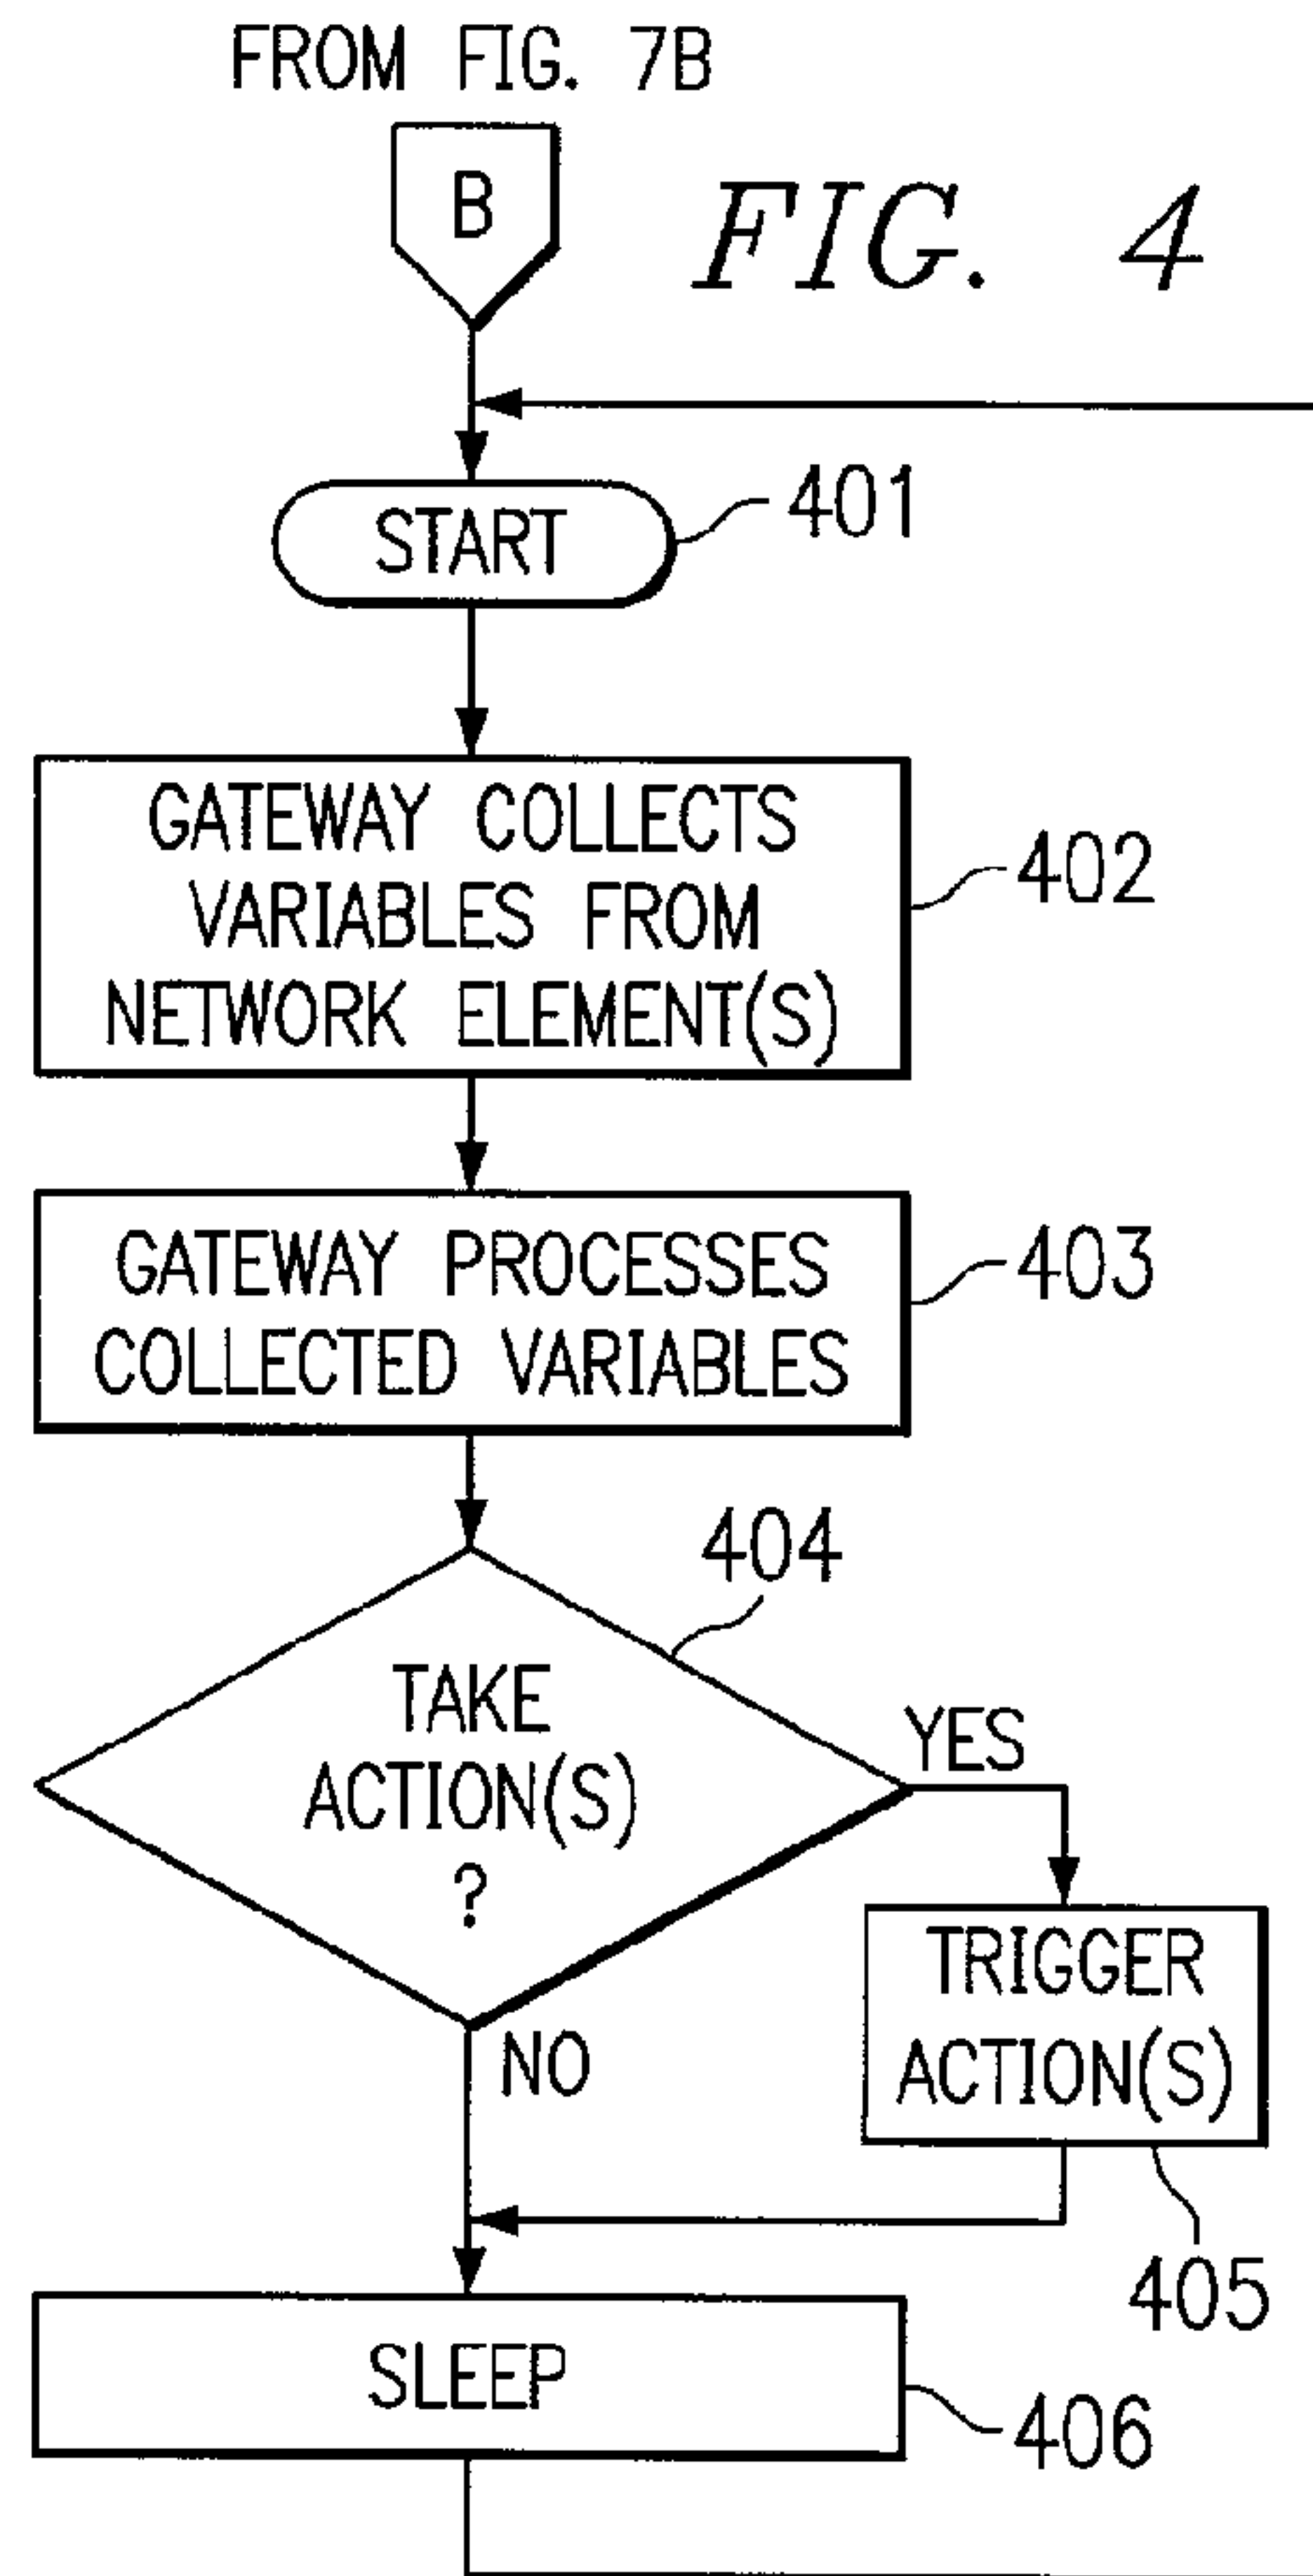 FROM FIG. 7B
B
FIG. 4
START
401
GATEWAY COLLECTS
VARIABLES FROM
NETWORK ELEMENT(S)
402
GATEWAY PROCESSES
COLLECTED VARIABLES
403
404
TAKE
ACTION(S)
?
YES
TRIGGER
ACTION(S)
NO
405
SLEEP
406